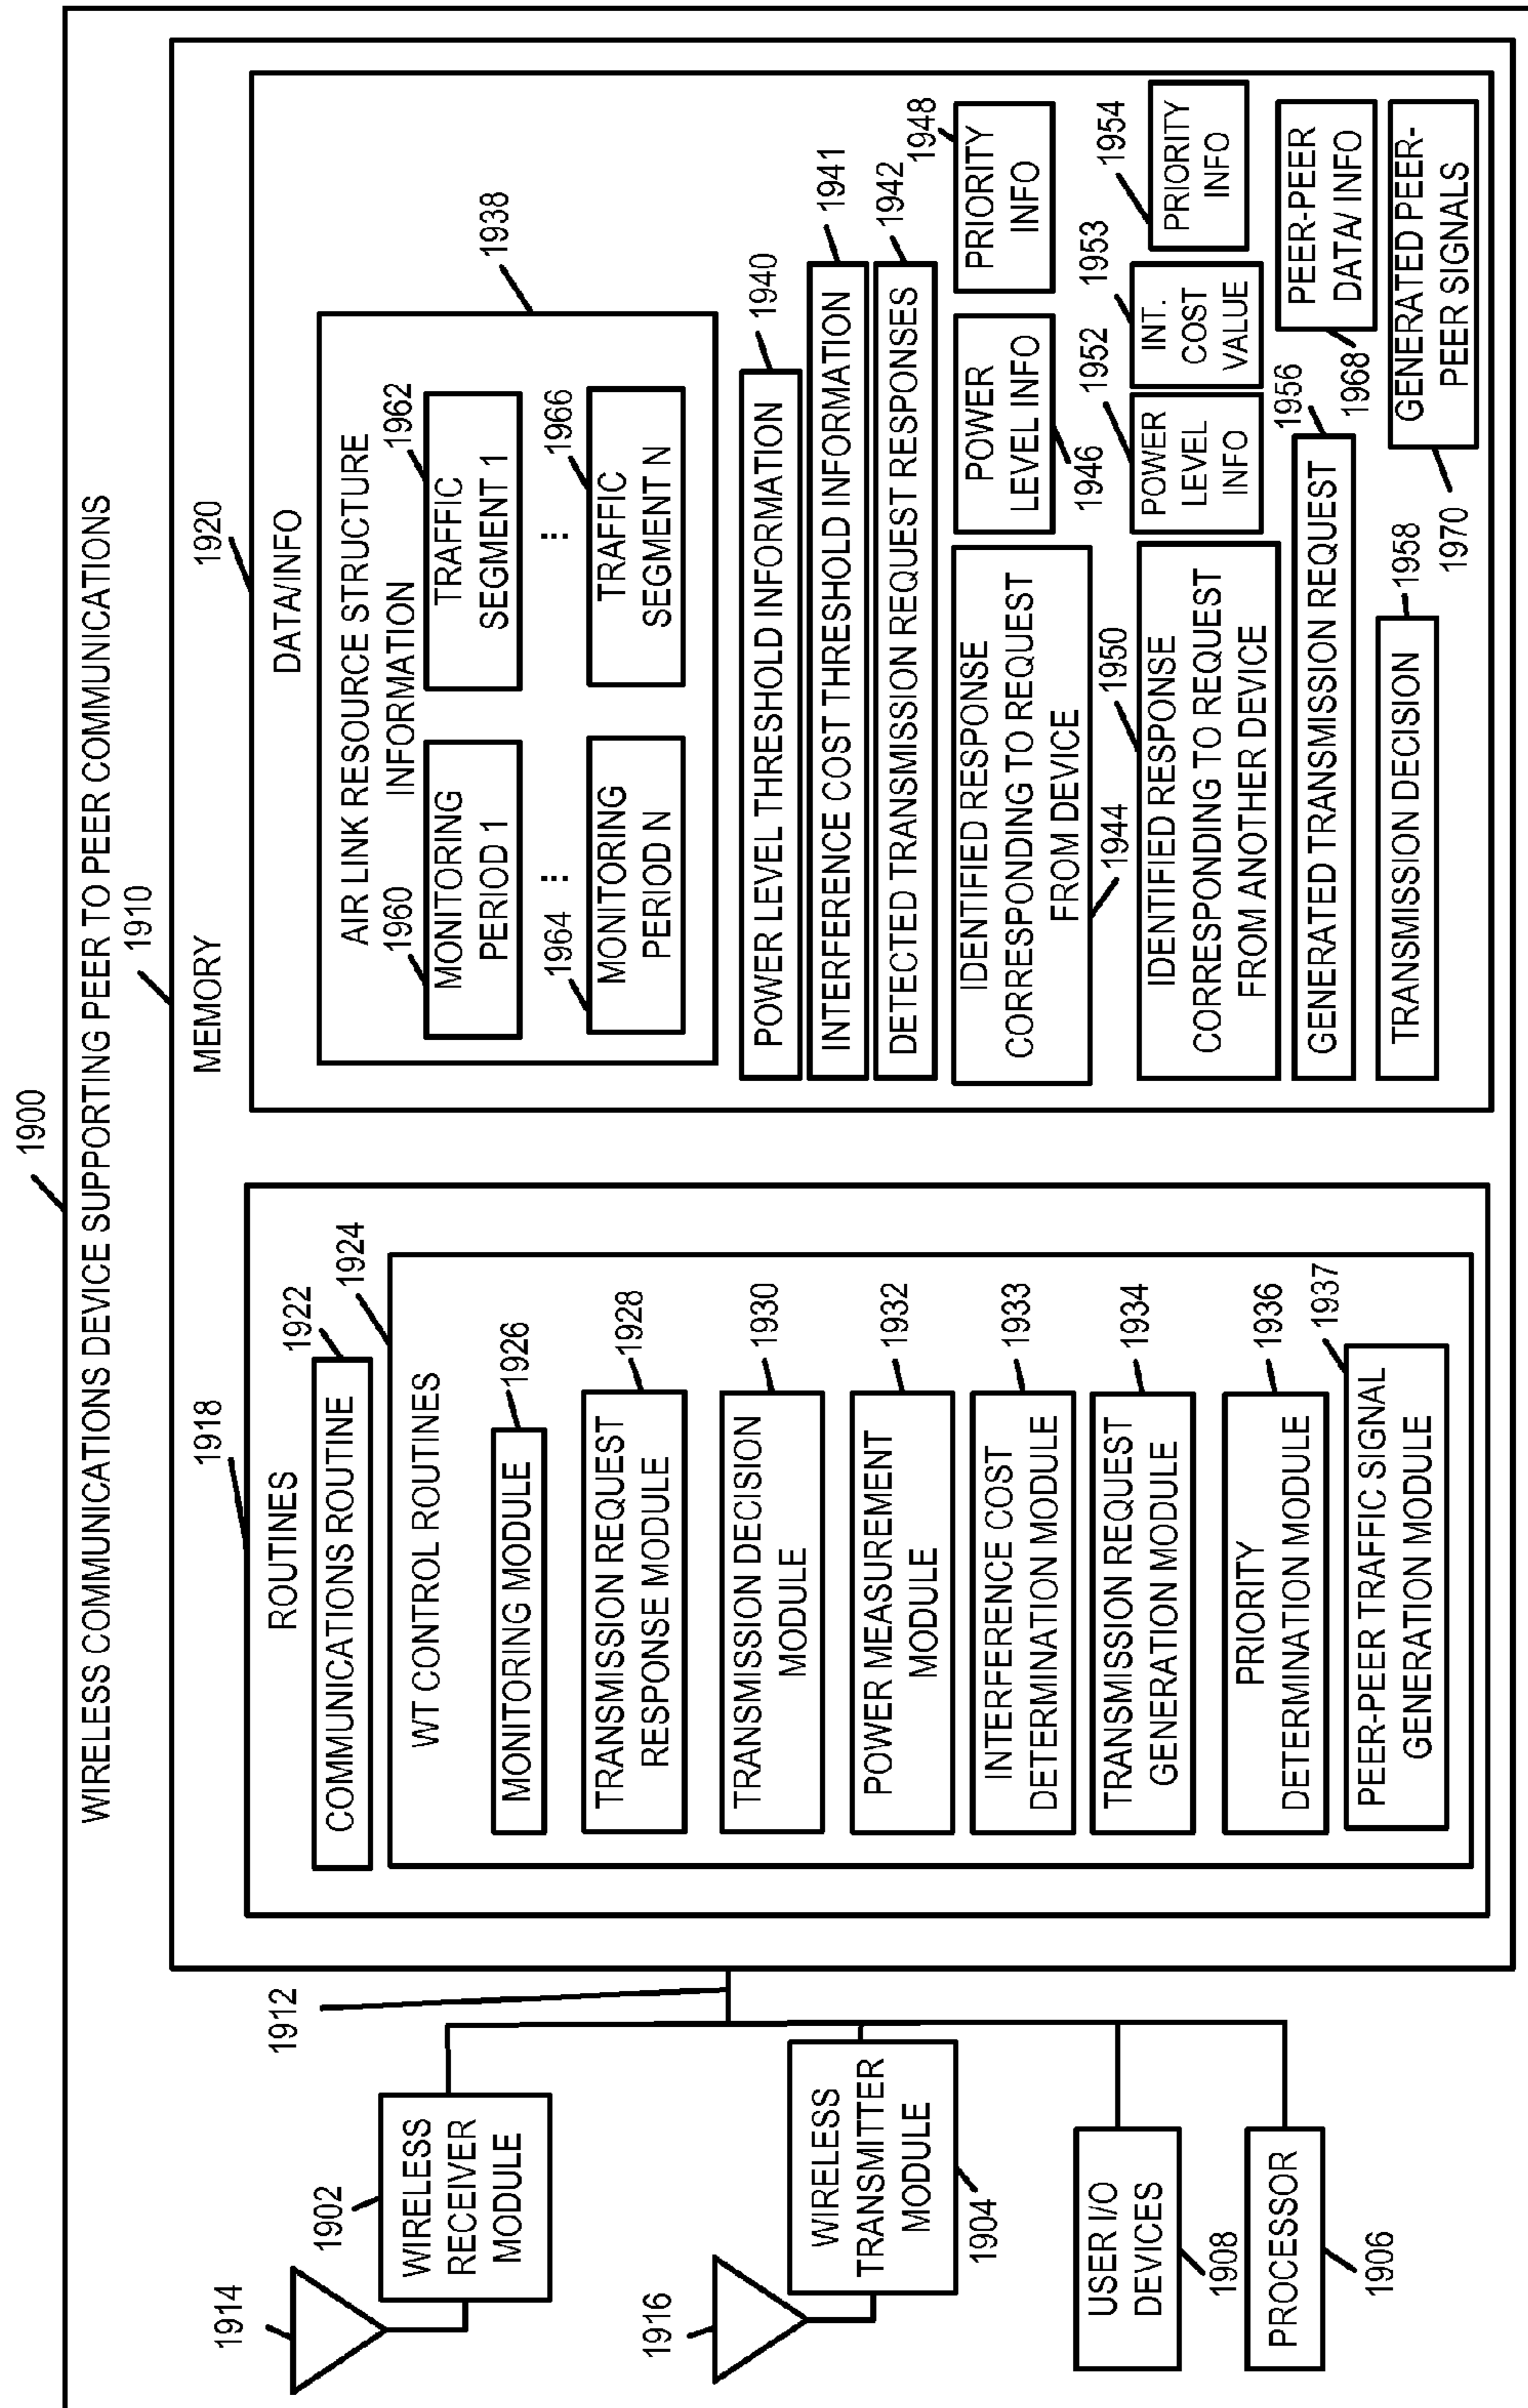 1900
WIRELESS COMMUNICATIONS DEVICE SUPPORTING PEER TO PEER COMMUNICATIONS
1914
1902
WIRELESS
RECEIVER
MODULE
1916
WIRELESS
TRANSMITTER
MODULE
1904
USER I/O
DEVICES
1908
PROCESSOR
1906
1912
1910
MEMORY
1918
ROUTINES
1922
COMMUNICATIONS ROUTINE
1924
WT CONTROL ROUTINES
1926
MONITORING MODULE
1928
TRANSMISSION REQUEST
RESPONSE MODULE
1930
TRANSMISSION DECISION
MODULE
1932
POWER MEASUREMENT
MODULE
1933
INTERFERENCE COST
DETERMINATION MODULE
1934
TRANSMISSION REQUEST
GENERATION MODULE
1936
PRIORITY
DETERMINATION MODULE
1937
PEER-PEER TRAFFIC SIGNAL
GENERATION MODULE
1920
DATA/INFO
1938
AIR LINK RESOURCE STRUCTURE
INFORMATION
1960
MONITORING
PERIOD 1
1962
TRAFFIC
SEGMENT 1
...
...
1964
MONITORING
PERIOD N
1966
TRAFFIC
SEGMENT N
1940
POWER LEVEL THRESHOLD INFORMATION
1941
INTERFERENCE COST THRESHOLD INFORMATION
1942
DETECTED TRANSMISSION REQUEST RESPONSES
IDENTIFIED RESPONSE
CORRESPONDING TO REQUEST
FROM DEVICE
1944
POWER
LEVEL INFO
1946
1948
PRIORITY
INFO
1950
IDENTIFIED RESPONSE
CORRESPONDING TO REQUEST
FROM ANOTHER DEVICE
1952
POWER
LEVEL
INFO
1953
INT.
COST
VALUE
1954
PRIORITY
INFO
1956
GENERATED TRANSMISSION REQUEST
1968
PEER-PEER
DATA/ INFO
1958
TRANSMISSION DECISION
1970
GENERATED PEER-
PEER SIGNALS